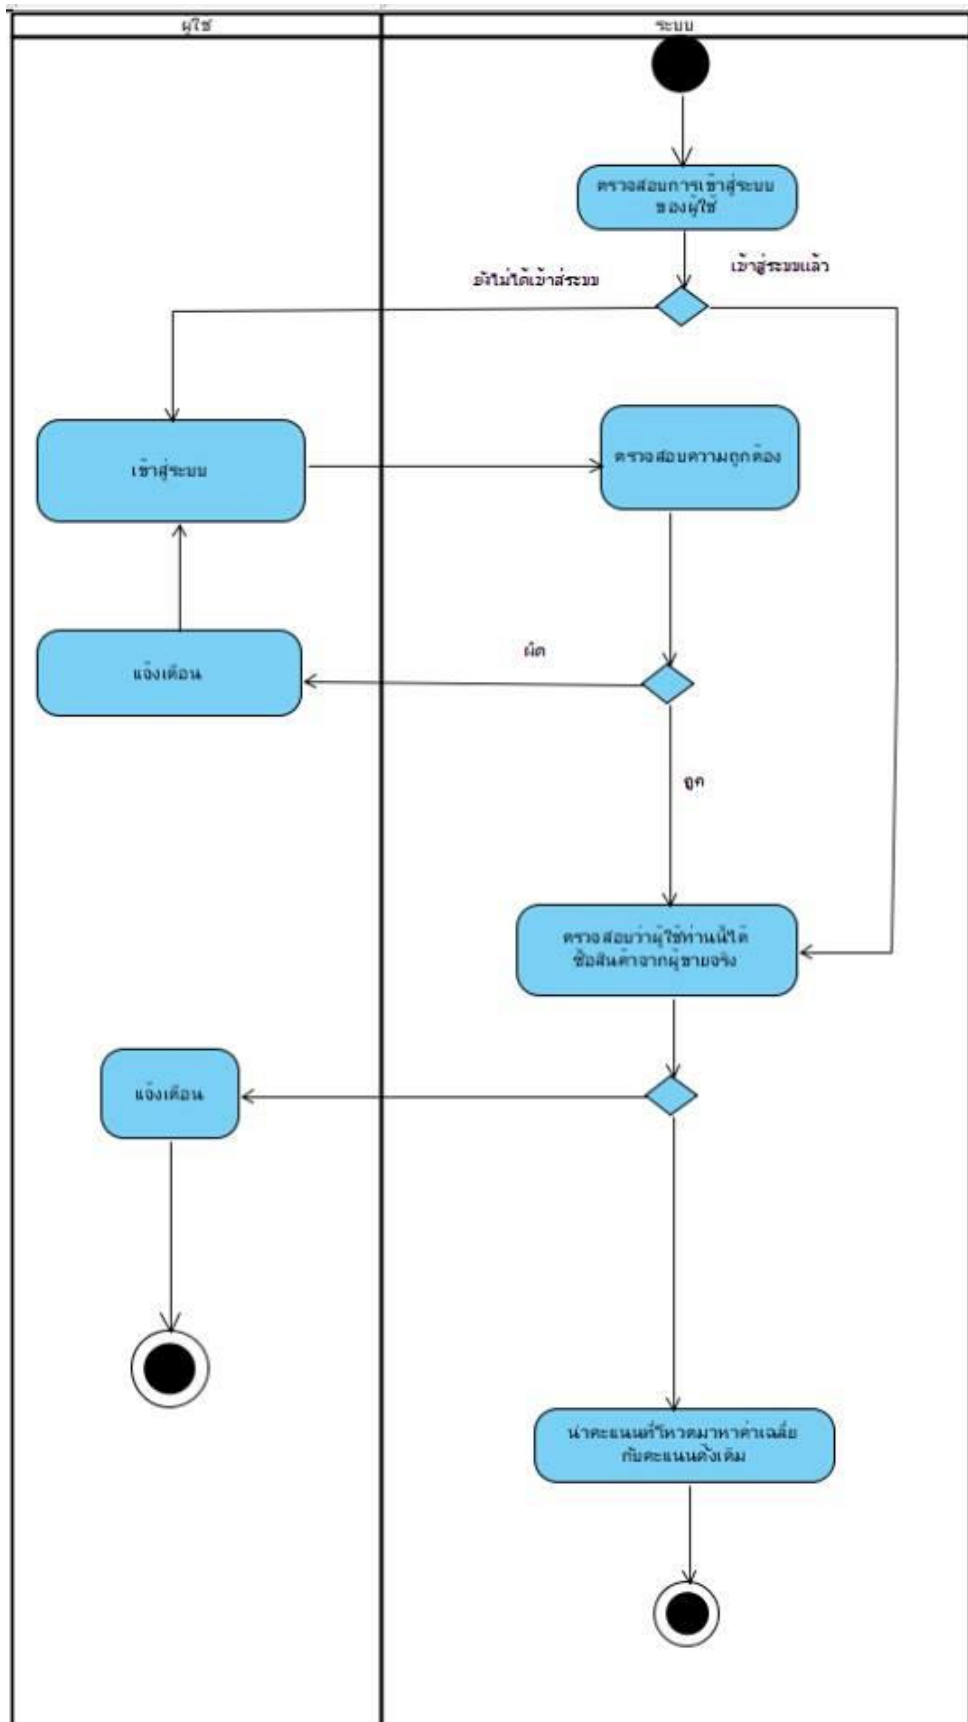 ผู้ใช้
ระบบ
ตรวจสอบการเข้าสู่ระบบ
ของผู้ใช้
ยังไม่ได้เข้าสู่ระบบ
เข้าสู่ระบบแล้ว
เข้าสู่ระบบ
ตรวจสอบความถูกต้อง
แจ้งเตือน
ผิด
ถูก
ตรวจสอบว่าผู้ใช้ท่านนี้ได้
ซื้อสินค้าจากผู้ขายจริง
แจ้งเตือน
นำคะแนนที่โหวตมาหาค่าเฉลี่ย
กับคะแนนดั้งเดิม